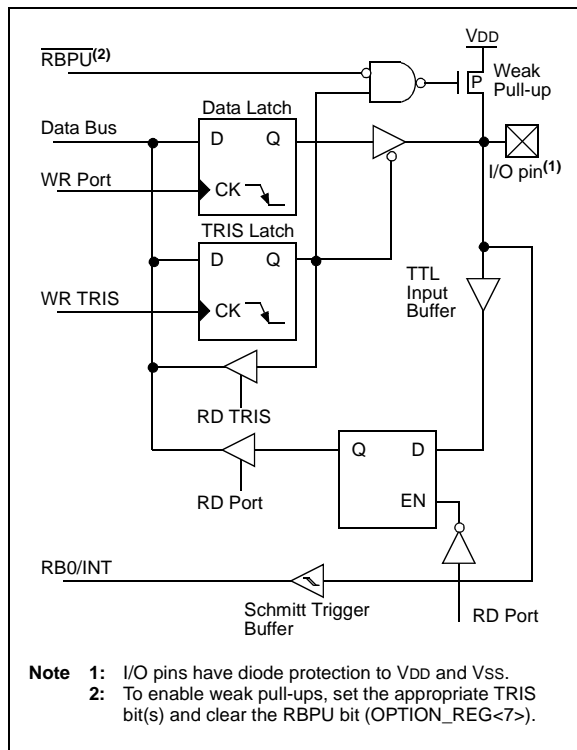 RBPU(2)
VDD
P
Weak
Pull-up
Data Latch
Data Bus
D
Q
I/O pin(1)
WR Port
CK
TRIS Latch
D
Q
TTL
Input
Buffer
WR TRIS
CK
RD TRIS
Q
D
RD Port
EN
RB0/INT
Schmitt Trigger
Buffer
RD Port
Note 1: I/O pins have diode protection to VDD and VSS.
2: To enable weak pull-ups, set the appropriate TRIS
bit(s) and clear the RBPU bit (OPTION_REG<7>).